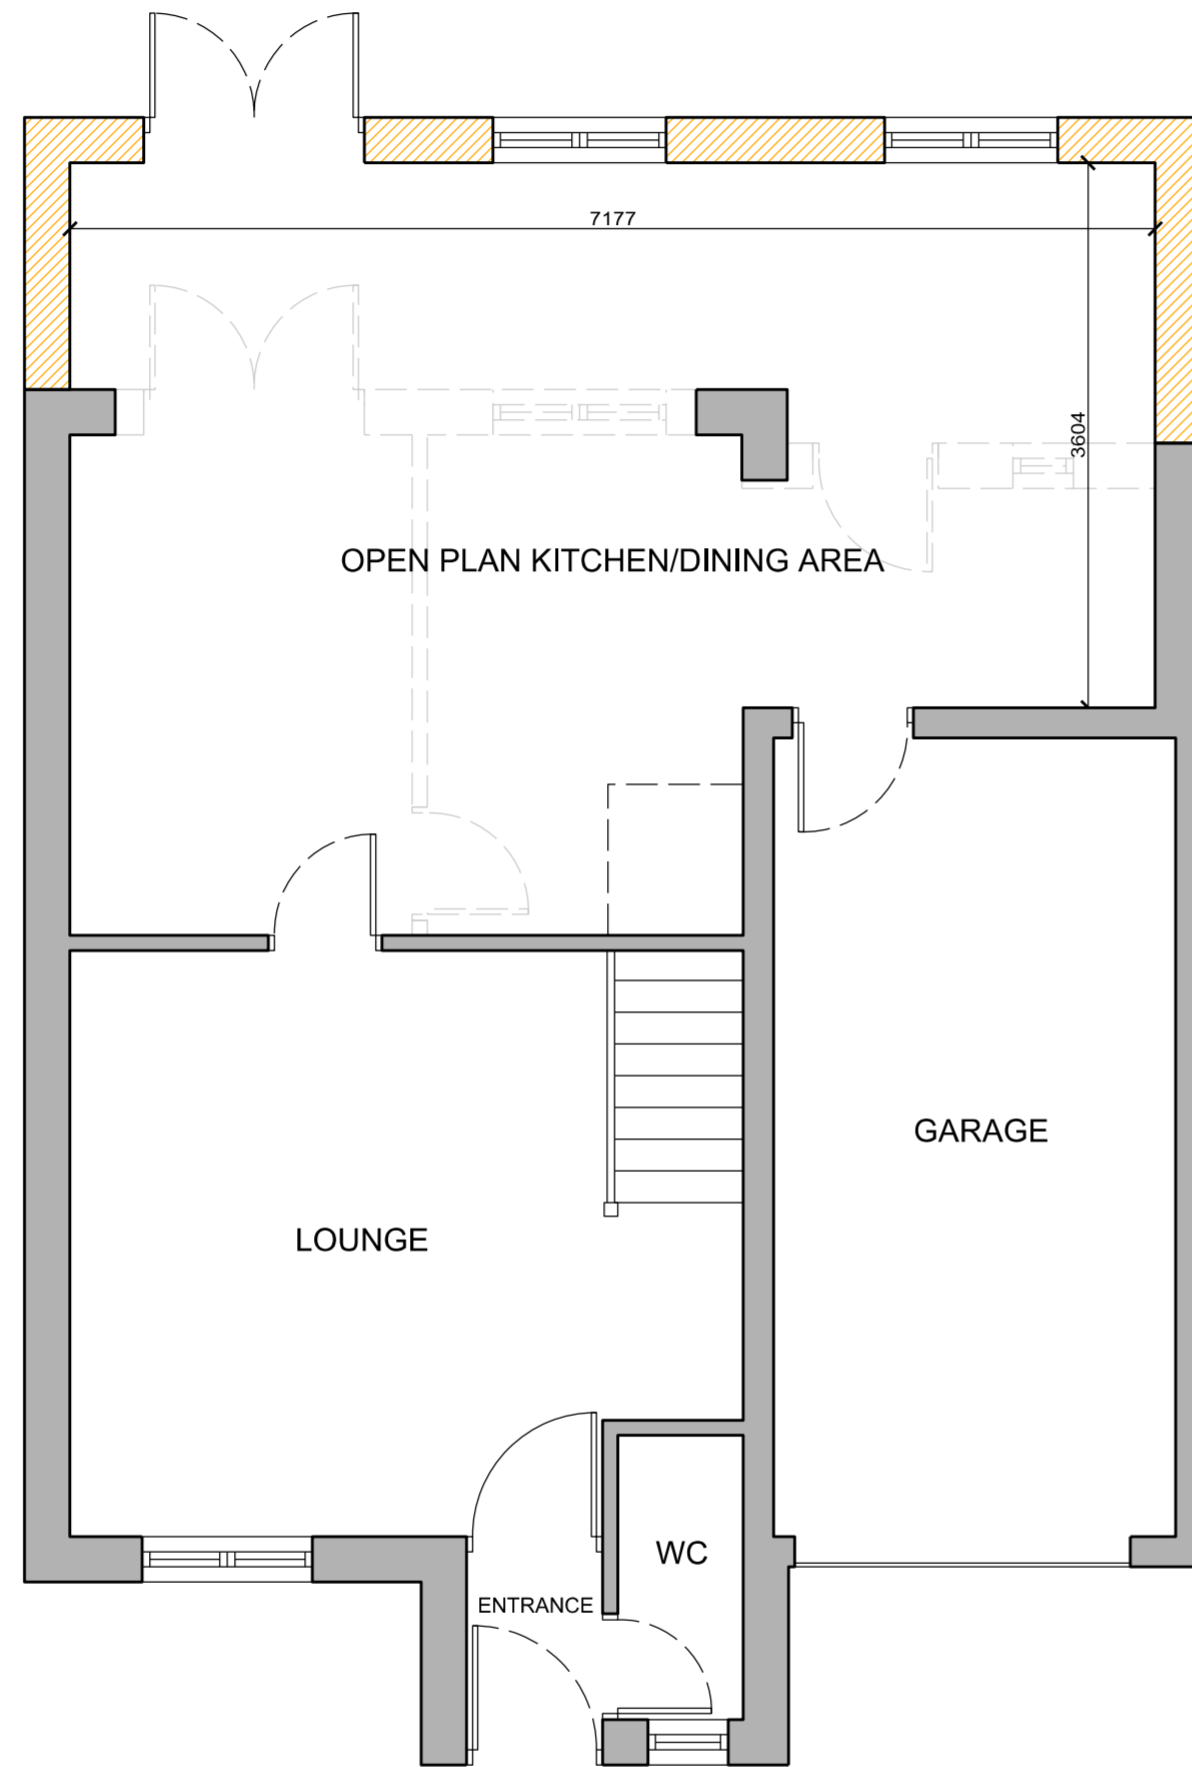 7177
3604
OPEN PLAN KITCHEN/DINING AREA
GARAGE
LOUNGE
WC
ENTRANCE